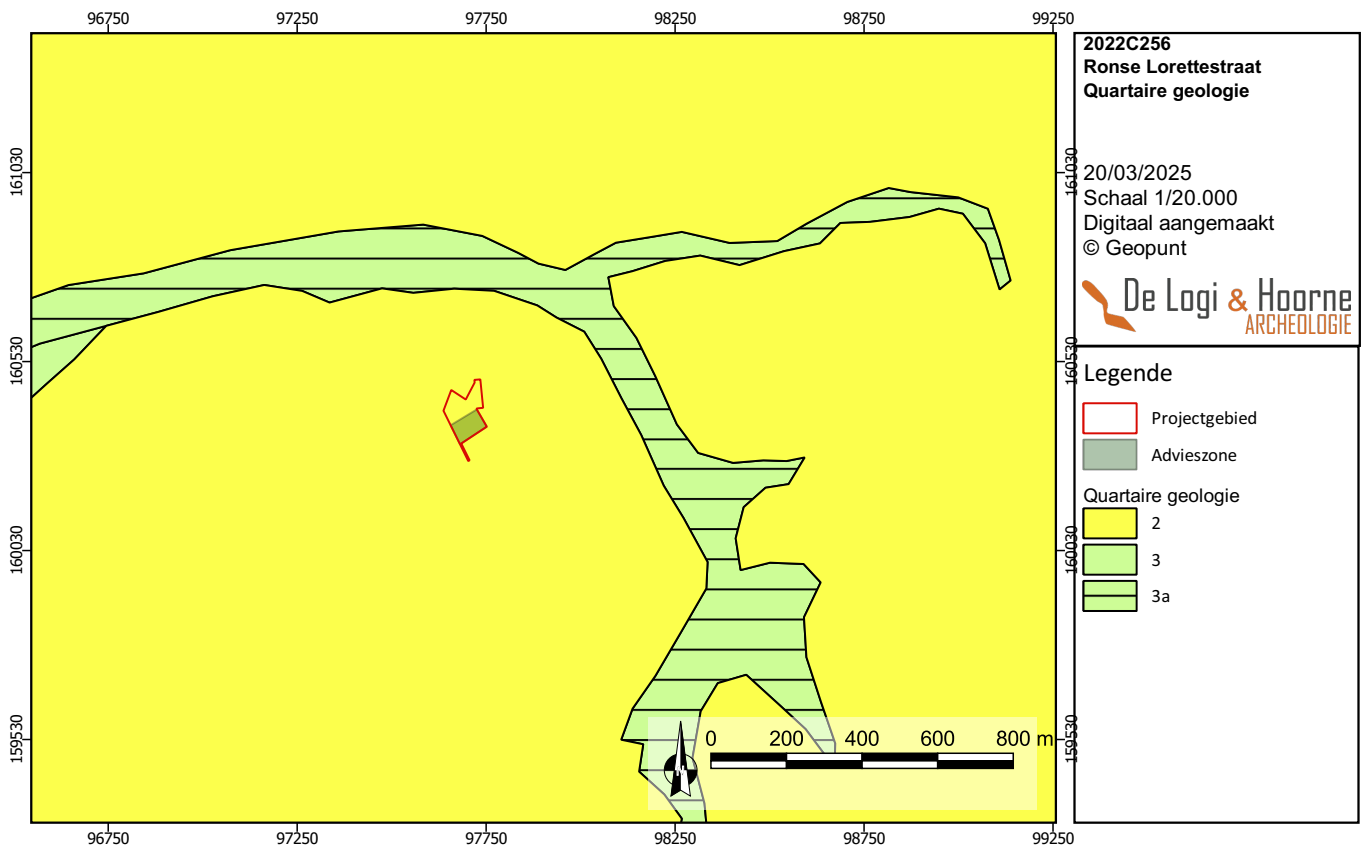 96750 97250 97750 98250 98750 99250
161030 161030
160530 160530
160030 160030
159530 159530
0 200 400 600 800 m
96750 97250 97750 98250 98750 99250
2022C256
Ronse Lorettestraat
Quartaire geologie
20/03/2025
Schaal 1/20.000
Digitaal aangemaakt
© Geopunt
De Logi & Hoorne
ARCHEOLOGIE
Legende
Projectgebied
Advieszone
Quartaire geologie
2
3
3a